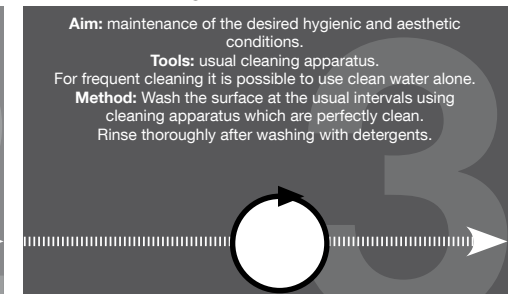 Aim: maintenance of the desired hygienic and aesthetic
conditions.
Tools: usual cleaning apparatus.
For frequent cleaning it is possible to use clean water alone.
Method: Wash the surface at the usual intervals using
cleaning apparatus which are perfectly clean.
Rinse thoroughly after washing with detergents.
3